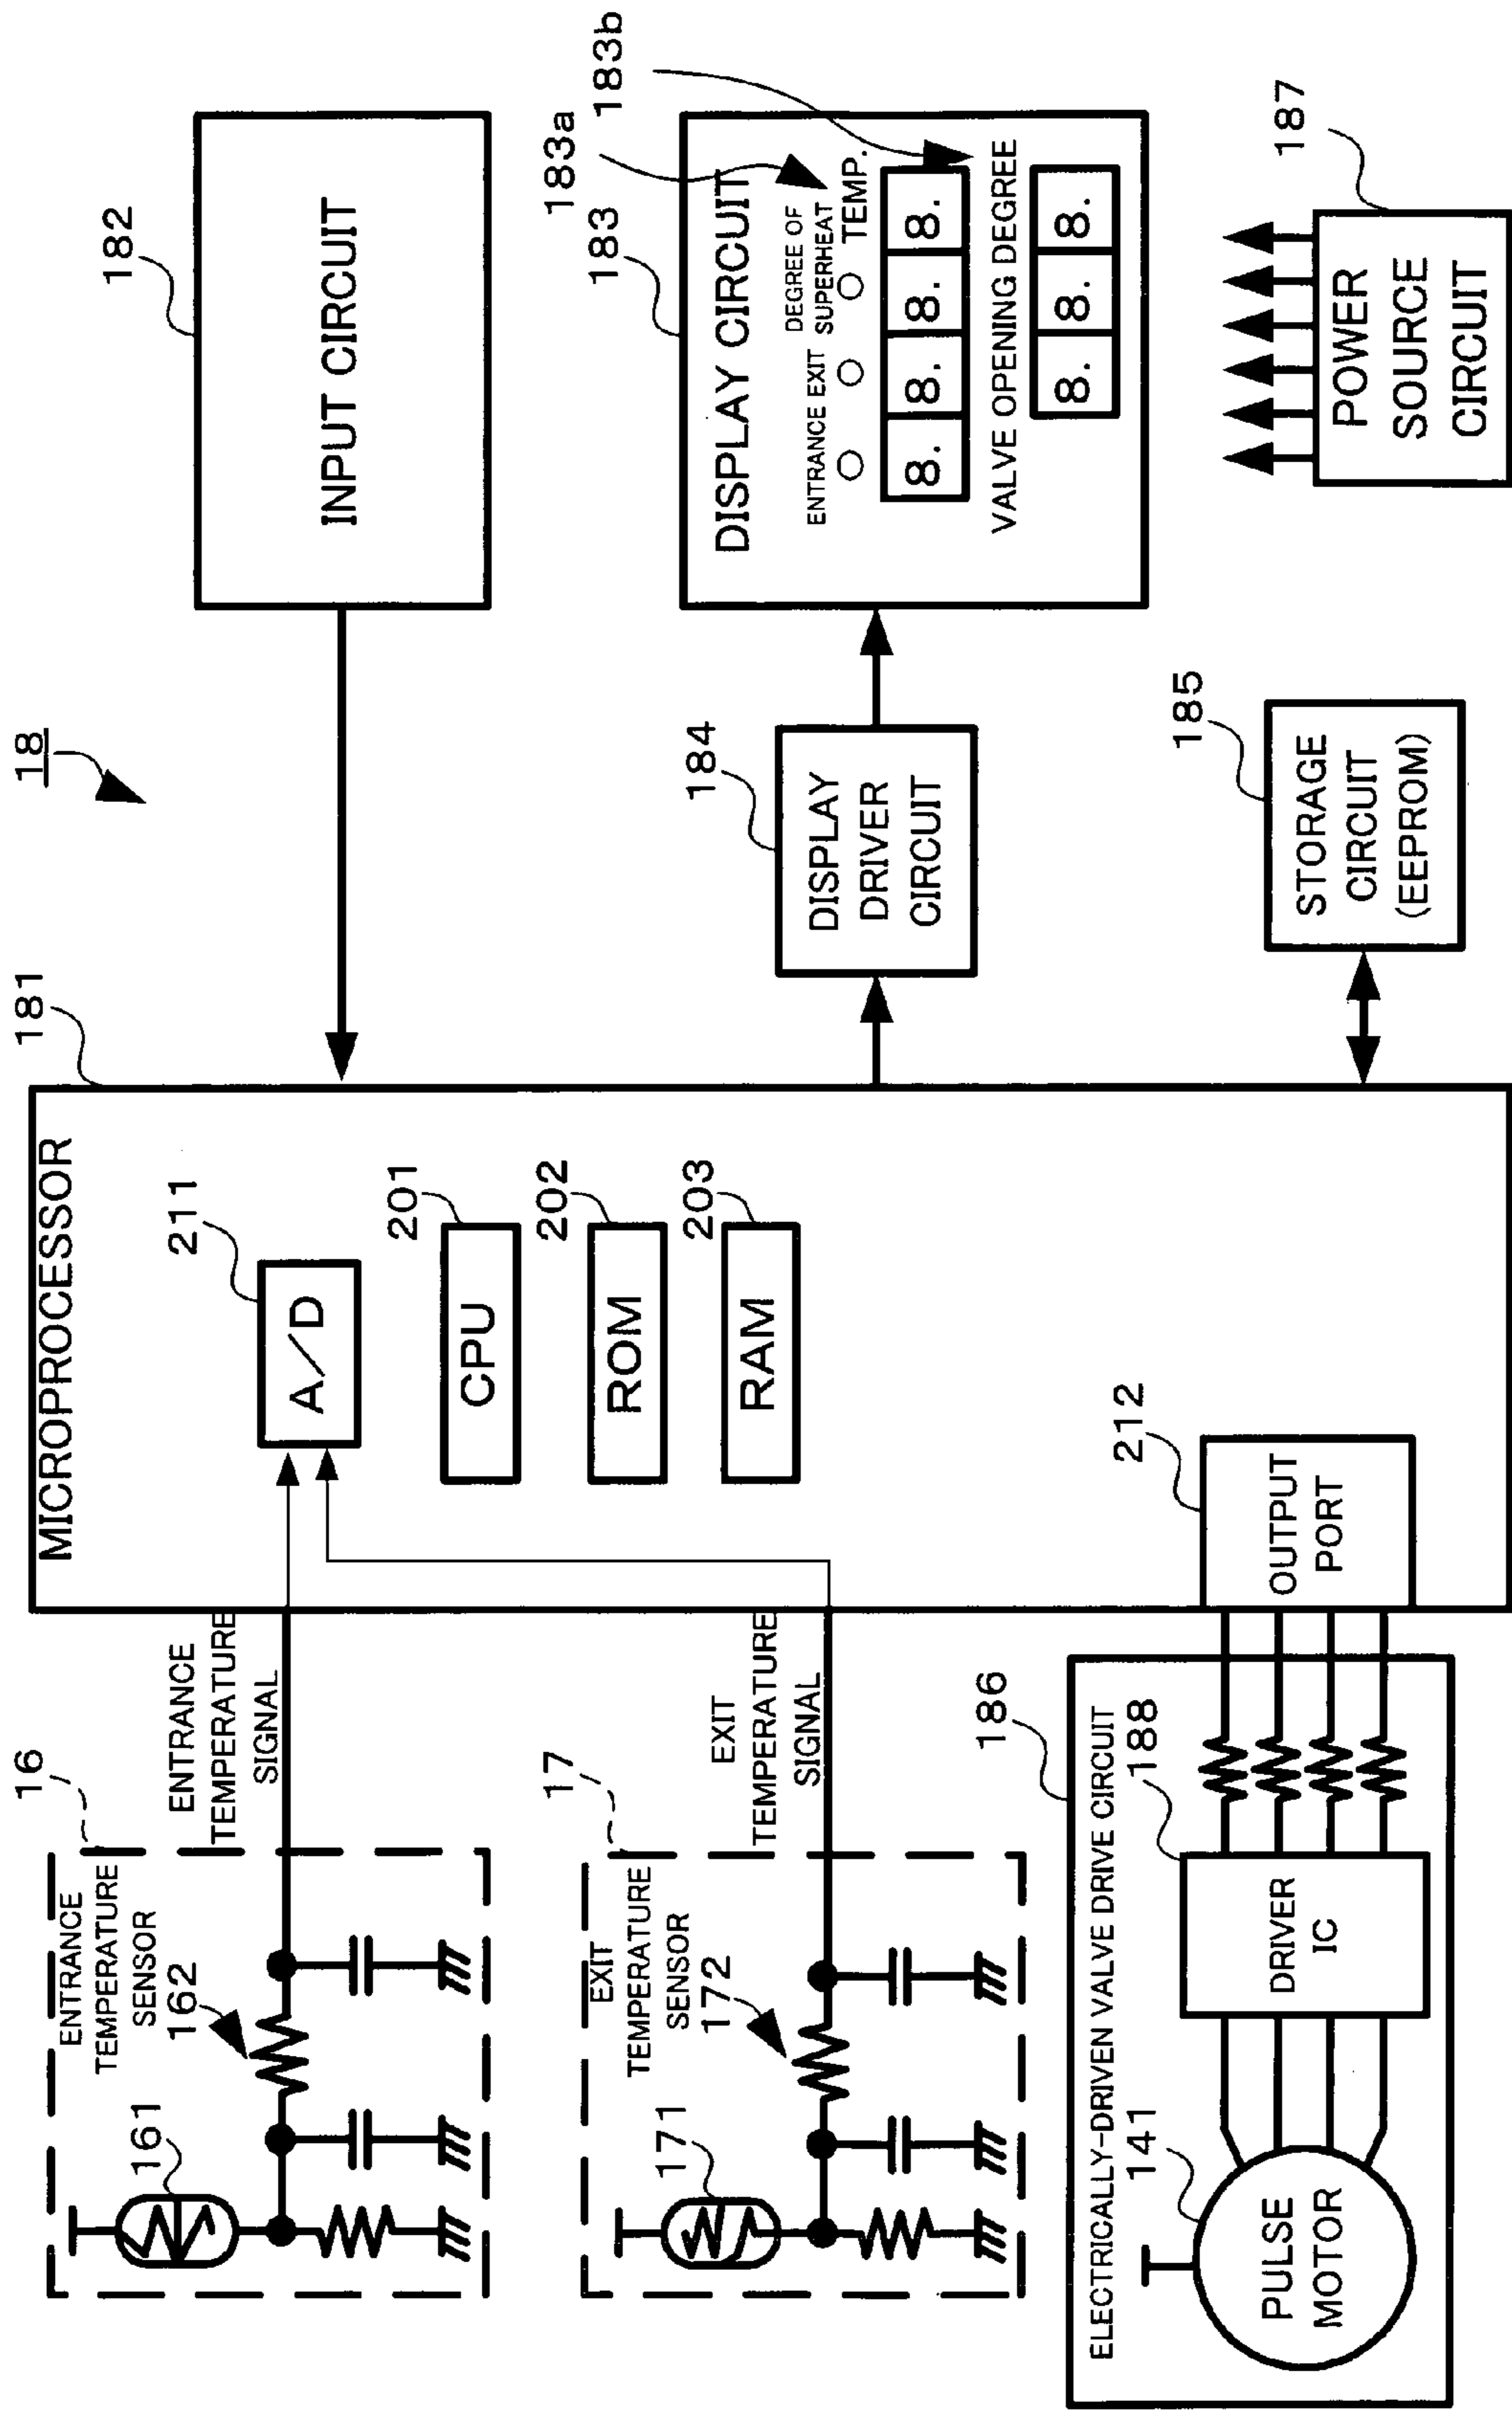 18
16
ENTRANCE
TEMPERATURE
SENSOR
161
162
ENTRANCE
TEMPERATURE
SIGNAL
17
EXIT
TEMPERATURE
SENSOR
171
172
EXIT
TEMPERATURE
SIGNAL
186
ELECTRICALLY-DRIVEN VALVE DRIVE CIRCUIT
141
188
PULSE
MOTOR
DRIVER
IC
181
MICROPROCESSOR
211
A/D
201
CPU
202
ROM
203
RAM
212
OUTPUT
PORT
182
INPUT CIRCUIT
184
DISPLAY
DRIVER
CIRCUIT
185
STORAGE
CIRCUIT
(EEPROM)
183
183a
183b
DISPLAY CIRCUIT
DEGREE OF
ENTRANCE EXIT SUPERHEAT
TEMP.
8. 8. 8. 8.
VALVE OPENING DEGREE
8. 8. 8.
187
POWER
SOURCE
CIRCUIT